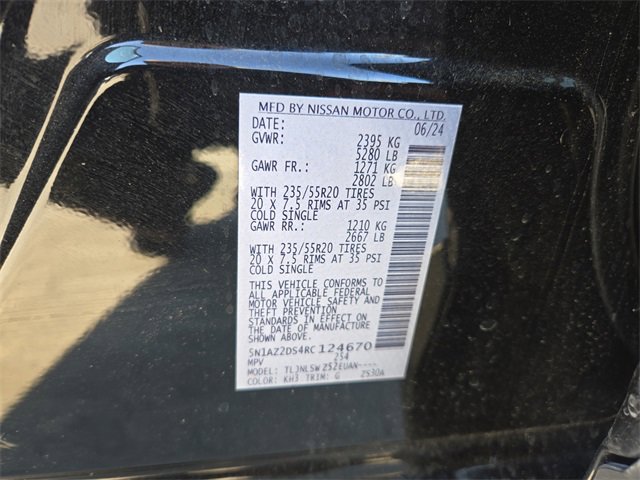 MFD BY NISSAN MOTOR CO., LTD.
DATE: 06/24
GVWR: 2395 KG
5280 LB
GAWR FR.: 1271 KG
2802 LB
WITH 235/55R20 TIRES
20 X 7.5 RIMS AT 35 PSI
COLD SINGLE
GAWR RR.: 1210 KG
2667 LB
WITH 235/55R20 TIRES
20 X 7.5 RIMS AT 35 PSI
COLD SINGLE
THIS VEHICLE CONFORMS TO
ALL APPLICABLE FEDERAL
MOTOR VEHICLE SAFETY AND
THEFT PREVENTION
STANDARDS IN EFFECT ON
THE DATE OF MANUFACTURE
SHOWN ABOVE.
5N1AZ2DS4RC124670
MPV 254
MODEL: TLJNLSW Z52EUAN----
COLOR: KH3 TRIM: G 2530A